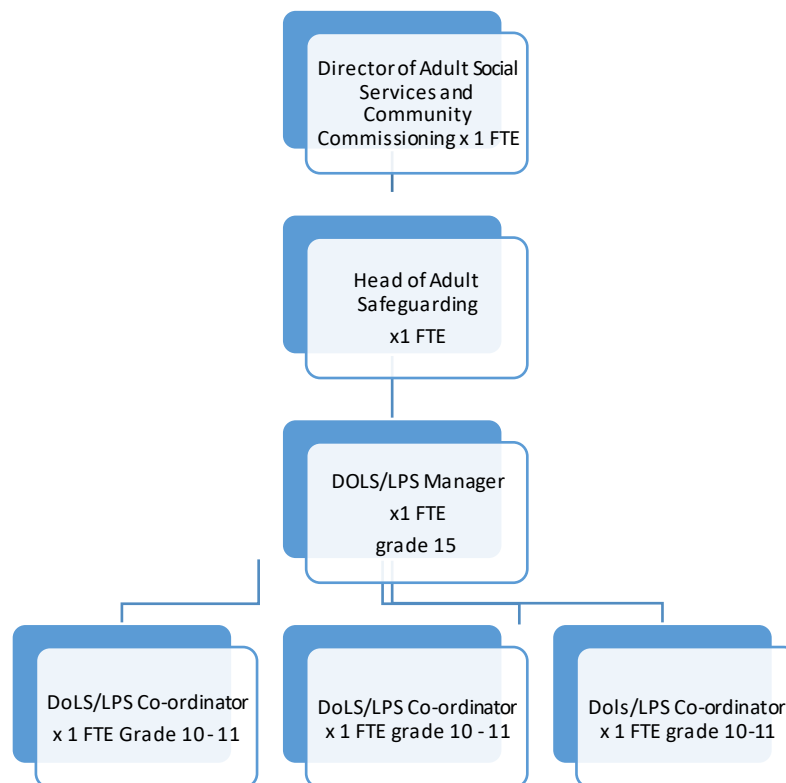 Director of Adult Social
Services and
Community
Commissioning x 1 FTE
Head of Adult
Safeguarding
x1 FTE
DOLS/LPS Manager
x1 FTE
grade 15
DoLS/LPS Co-ordinator
x 1 FTE Grade 10 - 11
DoLS/LPS Co-ordinator
x 1 FTE grade 10 - 11
Dols/LPS Co-ordinator
x 1 FTE grade 10-11